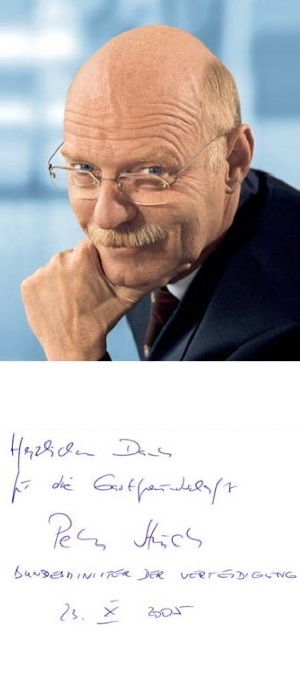 Herzlichen Dank
für die Gastfreundschaft
Peter Struck
BUNDESMINISTER DER VERTEIDIGUNG
23. X 2005